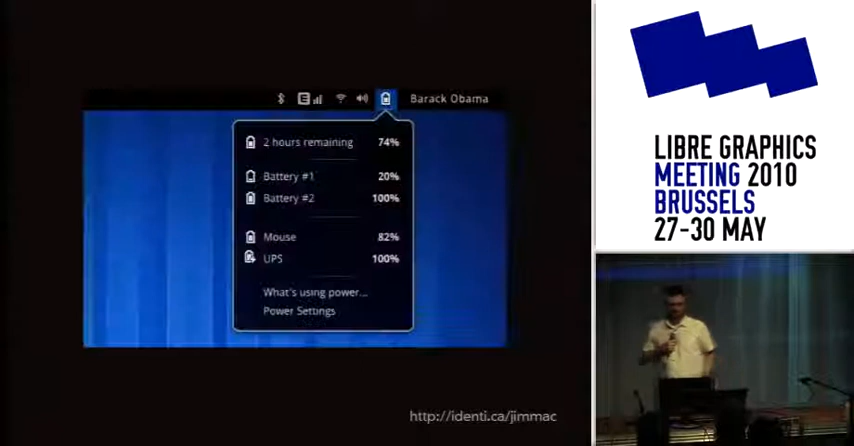 Barack Obama
2 hours remaining 74%
Battery #1 20%
Battery #2 100%
Mouse 82%
UPS 100%
What's using power...
Power Settings
http://identi.ca/jimmac
LIBRE GRAPHICS
MEETING 2010
BRUSSELS
27-30 MAY